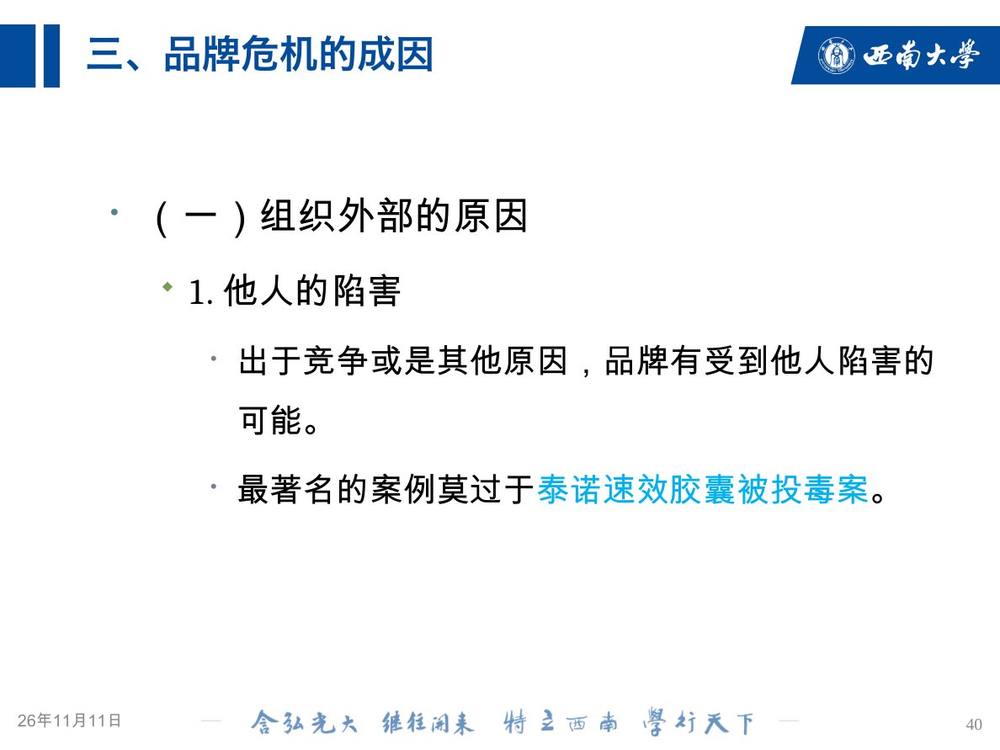 三、品牌危机的成因
西南大学
（一）组织外部的原因
1. 他人的陷害
出于竞争或是其他原因，品牌有受到他人陷害的
可能。
最著名的案例莫过于泰诺速效胶囊被投毒案。
26年11月11日
含弘光大 继往开来 特立西南 学行天下
40